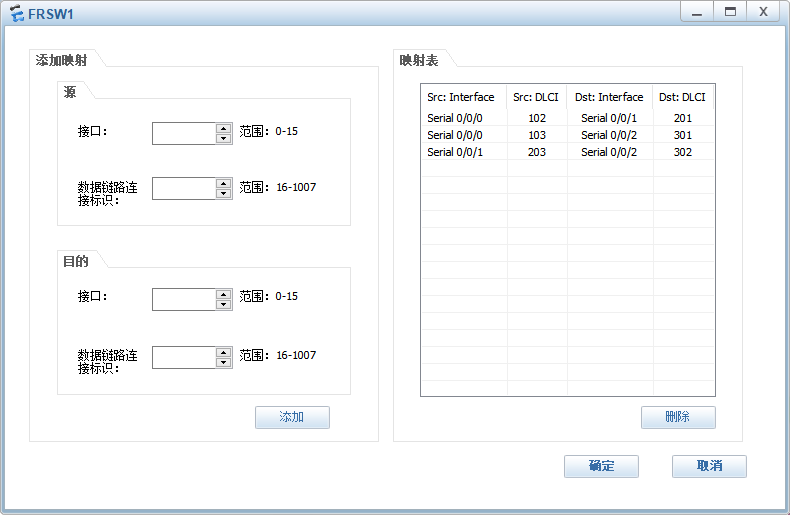 FRSW1
添加映射
源
接口：
范围：0-15
数据链路连
接标识：
范围：16-1007
目的
接口：
范围：0-15
数据链路连
接标识：
范围：16-1007
添加
映射表
Src: Interface Src: DLCI Dst: Interface Dst: DLCI
Serial 0/0/0 102 Serial 0/0/1 201
Serial 0/0/0 103 Serial 0/0/2 301
Serial 0/0/1 203 Serial 0/0/2 302
删除
确定
取消